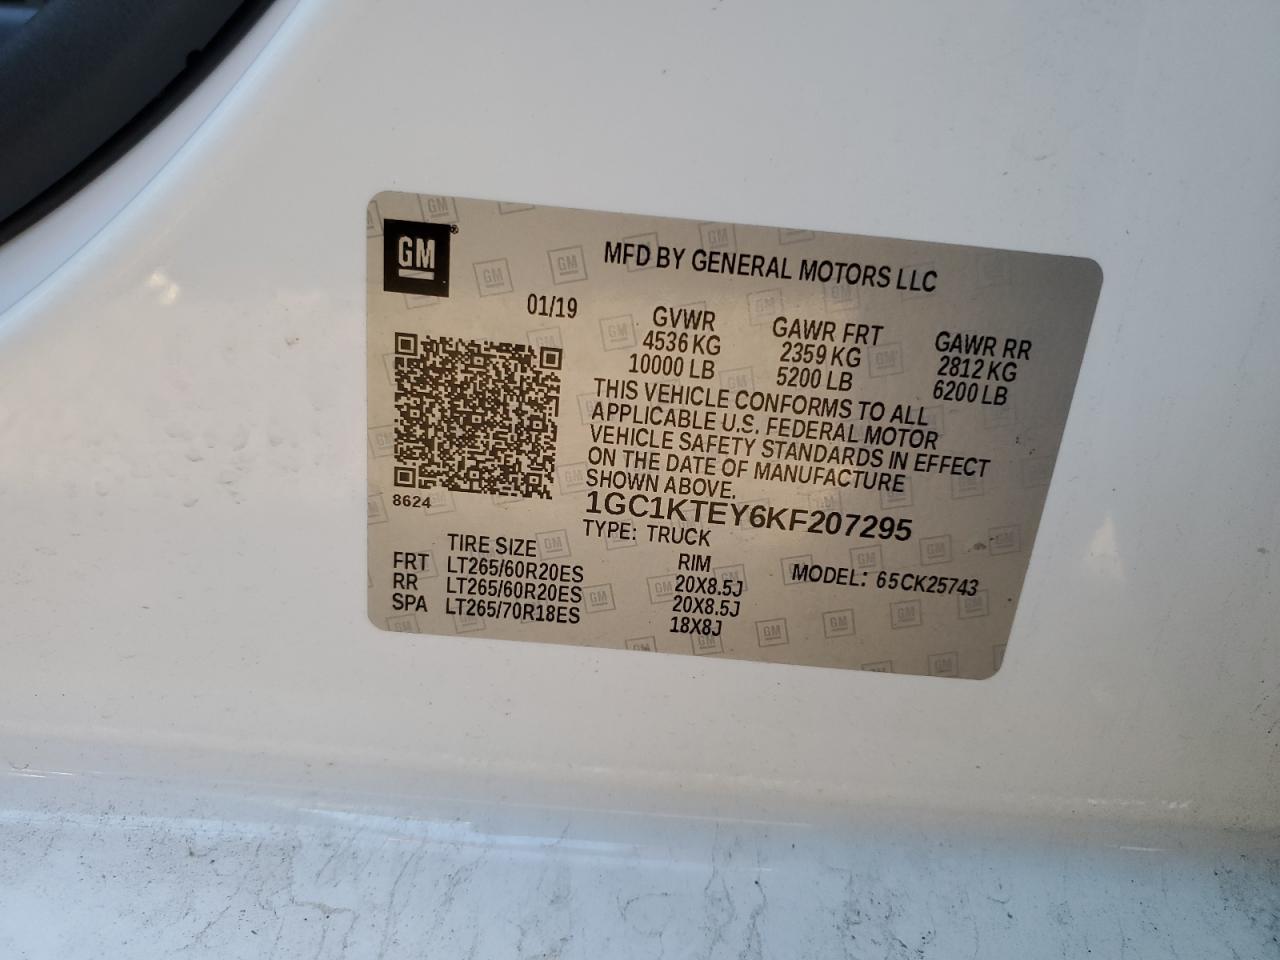 GM ®
MFD BY GENERAL MOTORS LLC
01/19
GVWR GAWR FRT GAWR RR
4536 KG 2359 KG 2812 KG
10000 LB 5200 LB 6200 LB
THIS VEHICLE CONFORMS TO ALL
APPLICABLE U.S. FEDERAL MOTOR
VEHICLE SAFETY STANDARDS IN EFFECT
ON THE DATE OF MANUFACTURE
SHOWN ABOVE.
8624
1GC1KTEY6KF207295
TYPE: TRUCK
TIRE SIZE RIM
FRT LT265/60R20ES 20X8.5J
RR LT265/60R20ES 20X8.5J
SPA LT265/70R18ES 18X8J
MODEL: 65CK25743